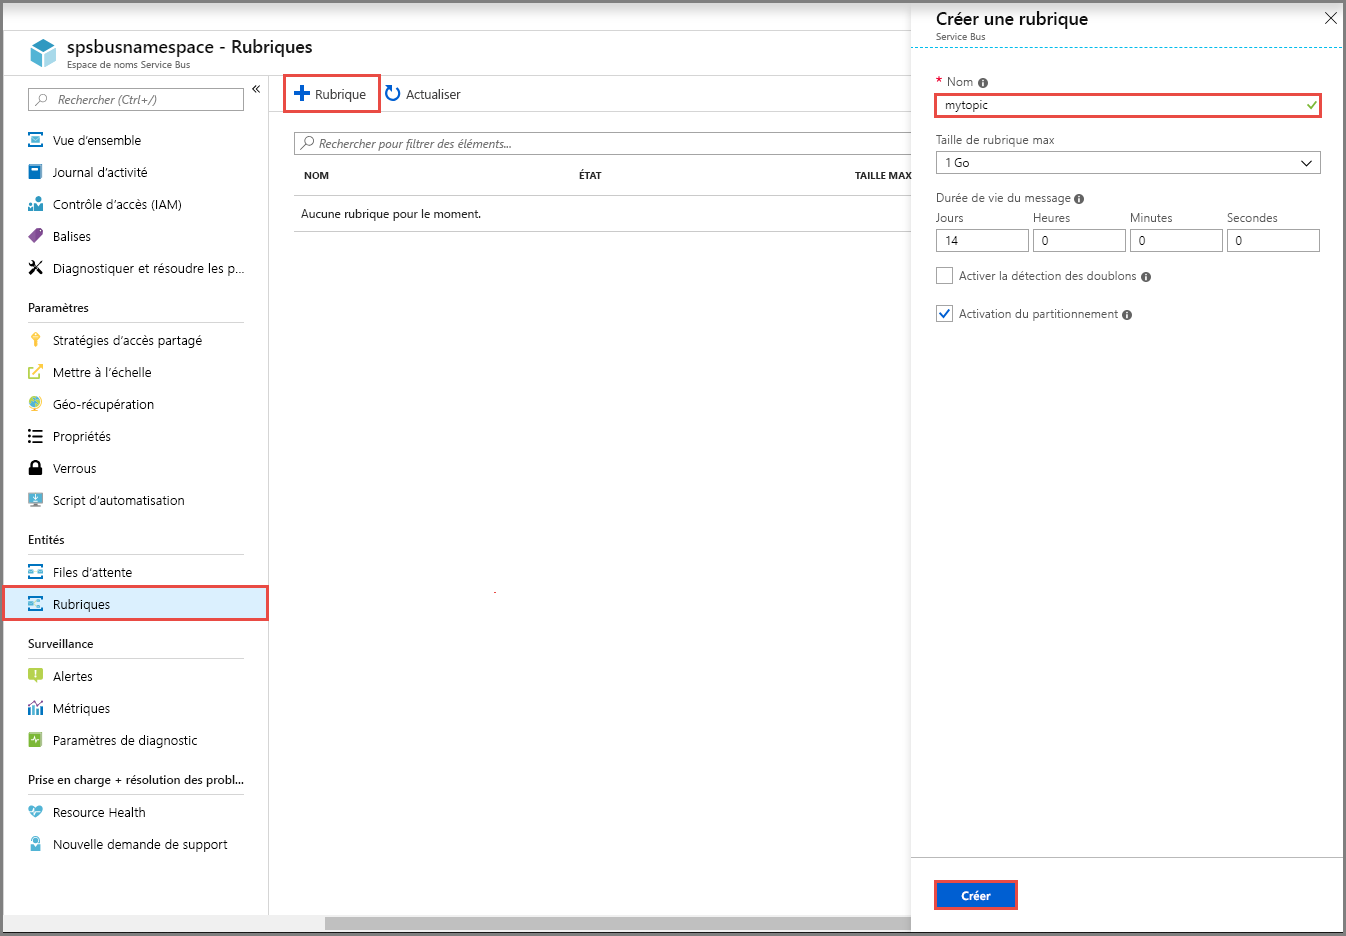 spsbusnamespace - Rubriques
Espace de noms Service Bus
Rechercher (Ctrl+/)
«
Vue d'ensemble
Journal d'activité
Contrôle d'accès (IAM)
Balises
Diagnostiquer et résoudre les p...
Paramètres
Stratégies d'accès partagé
Mettre à l'échelle
Géo-récupération
Propriétés
Verrous
Script d'automatisation
Entités
Files d'attente
Rubriques
Surveillance
Alertes
Métriques
Paramètres de diagnostic
Prise en charge + résolution des probl...
Resource Health
Nouvelle demande de support
Rubrique
Actualiser
Rechercher pour filtrer des éléments...
NOM ÉTAT TAILLE MAX
Aucune rubrique pour le moment.
Créer une rubrique
Service Bus
* Nom
mytopic
Taille de rubrique max
1 Go
Durée de vie du message
Jours Heures Minutes Secondes
14 0 0 0
Activer la détection des doublons
Activation du partitionnement
Créer